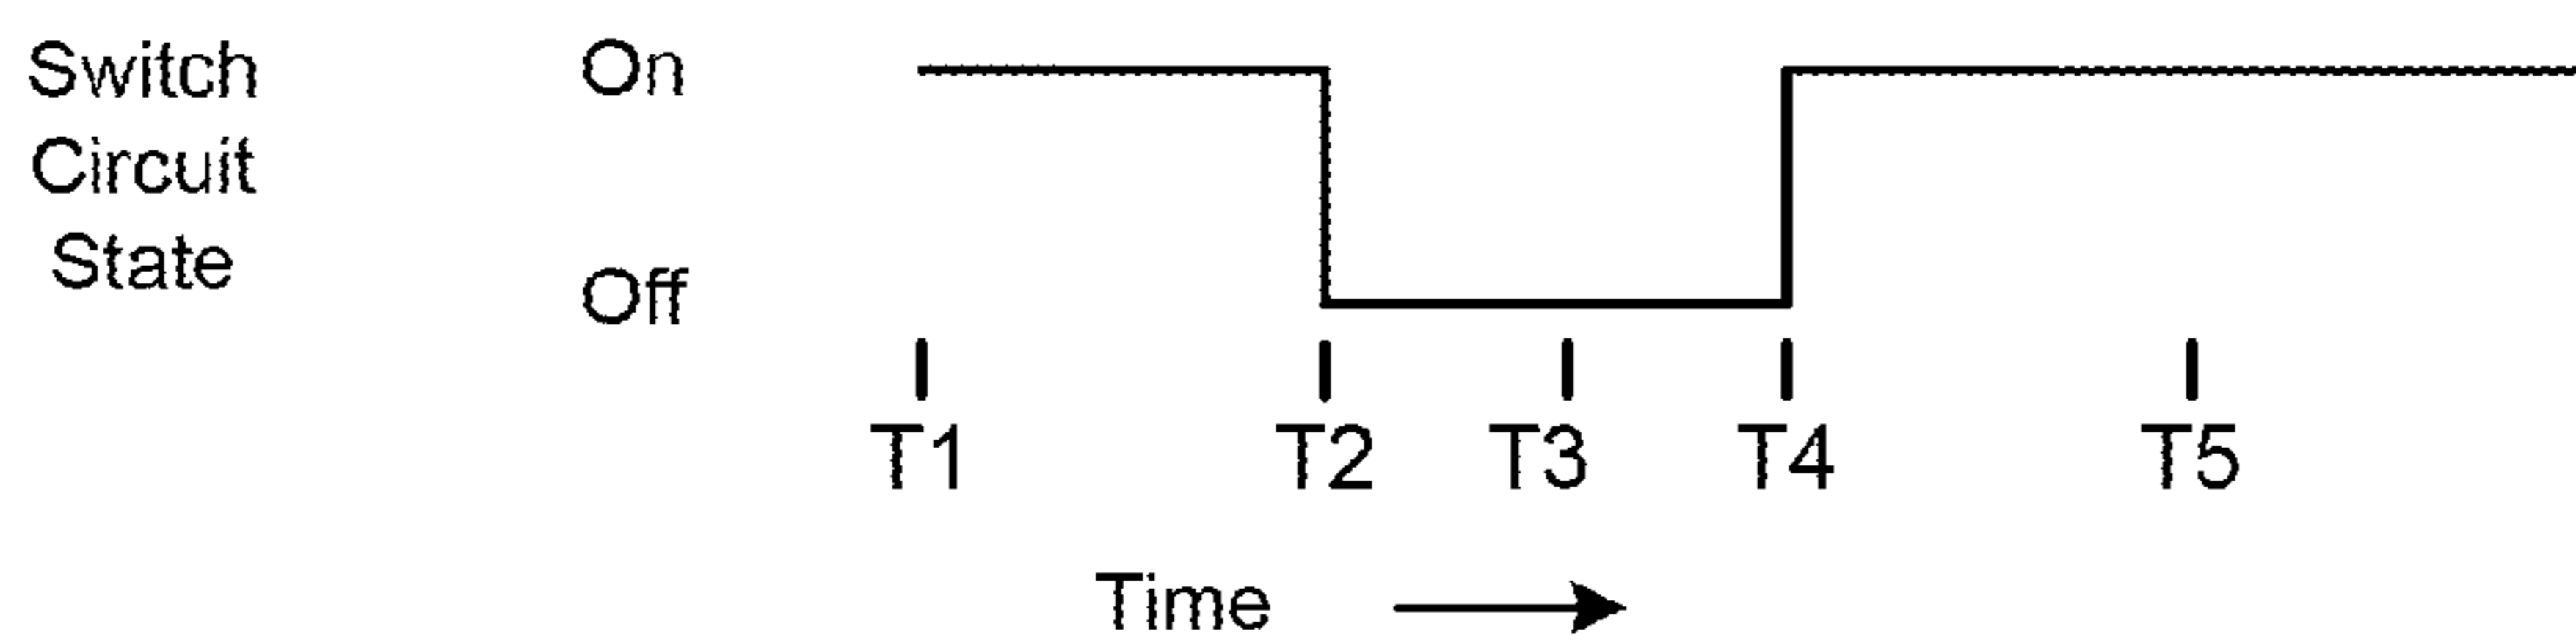 Switch
Circuit
State
On
Off
T1 T2 T3 T4 T5
Time